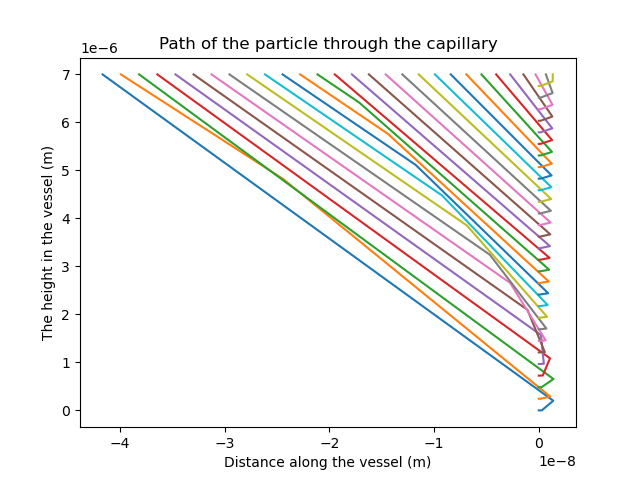 Path of the particle through the capillary
1e−6
7
6
5
4
3
2
1
0
The height in the vessel (m)
−4 −3 −2 −1 0
Distance along the vessel (m)
1e−8